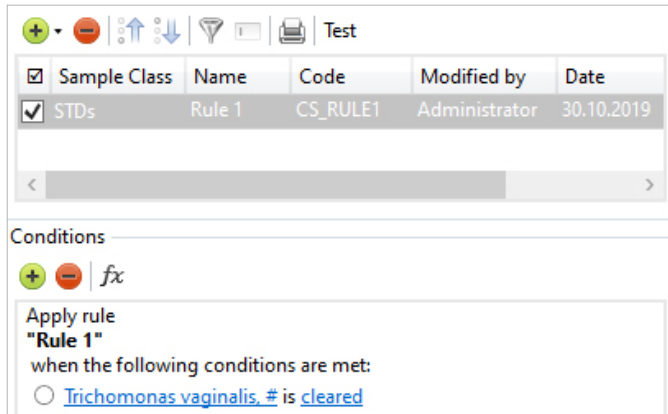 Test
Sample Class Name Code Modified by Date
STDs Rule 1 CS_RULE1 Administrator 30.10.2019
Conditions
fx
Apply rule
"Rule 1"
when the following conditions are met:
Trichomonas vaginalis, # is cleared